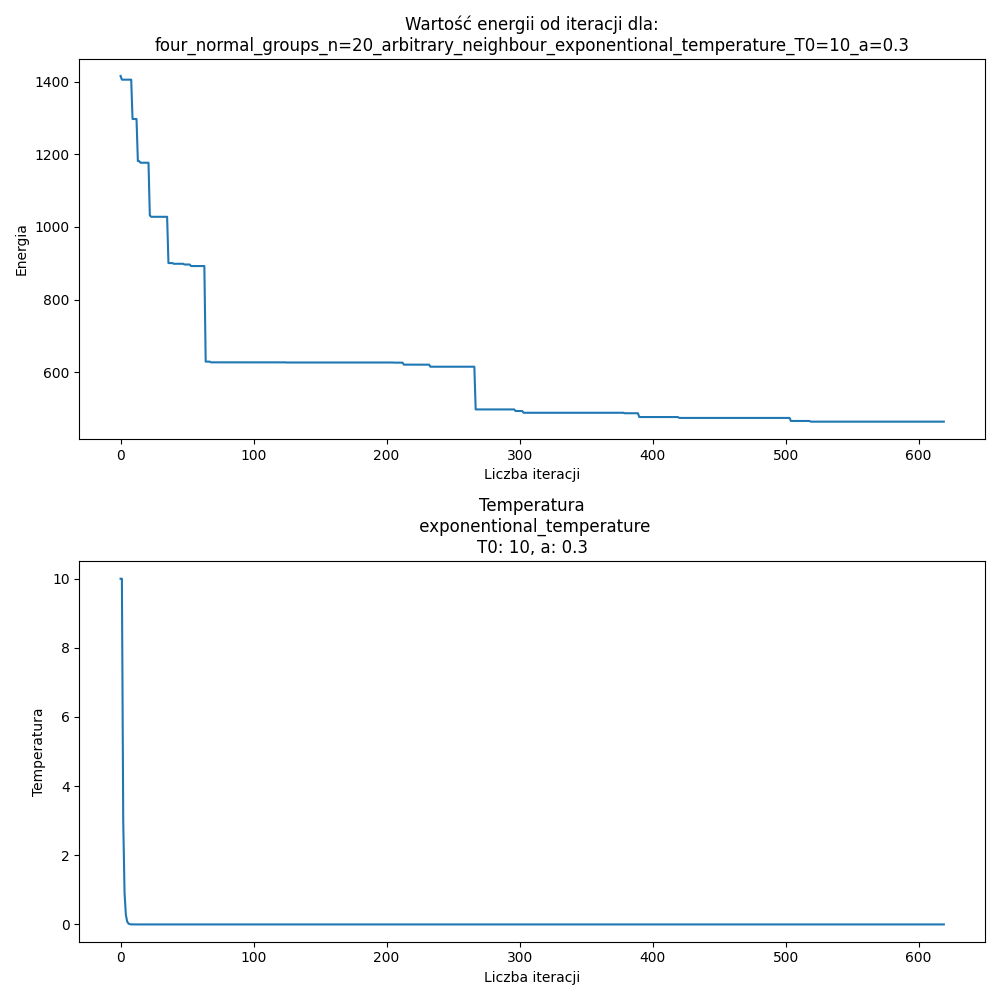 Wartość energii od iteracji dla:
four_normal_groups_n=20_arbitrary_neighbour_exponentional_temperature_T0=10_a=0.3
1400
1200
1000
800
600
Energia
0 100 200 300 400 500 600
Liczba iteracji
Temperatura
exponentional_temperature
T0: 10, a: 0.3
10
8
6
4
2
0
Temperatura
0 100 200 300 400 500 600
Liczba iteracji